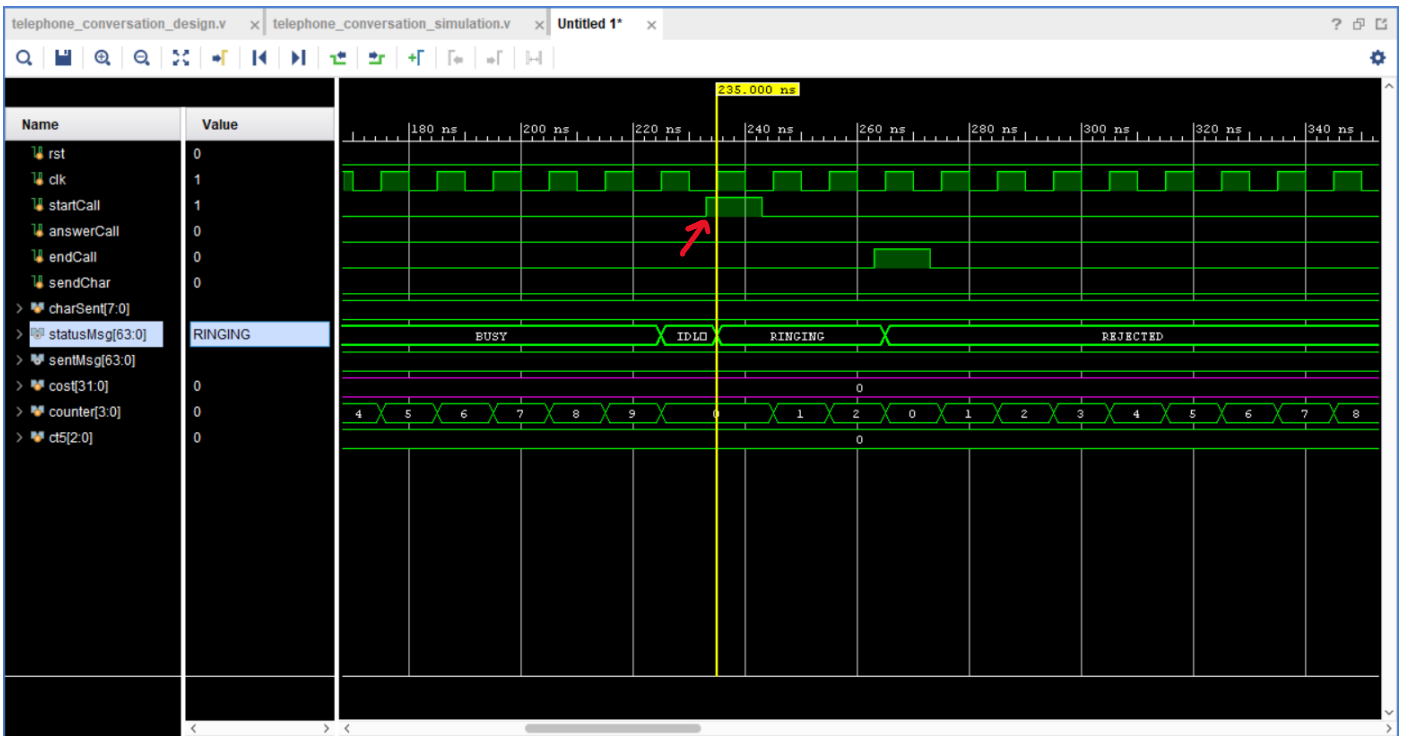 telephone_conversation_design.v × telephone_conversation_simulation.v × Untitled 1* × ?
235.000 ns
Name Value 180 ns 200 ns 220 ns 240 ns 260 ns 280 ns 300 ns 320 ns 340 ns
rst 0
clk 1
startCall 1
answerCall 0
endCall 0
sendChar 0
charSent[7:0]
statusMsg[63:0] RINGING BUSY IDL RINGING REJECTED
sentMsg[63:0]
cost[31:0] 0 0
counter[3:0] 0 4 5 6 7 8 9 0 1 2 0 1 2 3 4 5 6 7 8
ct5[2:0] 0 0